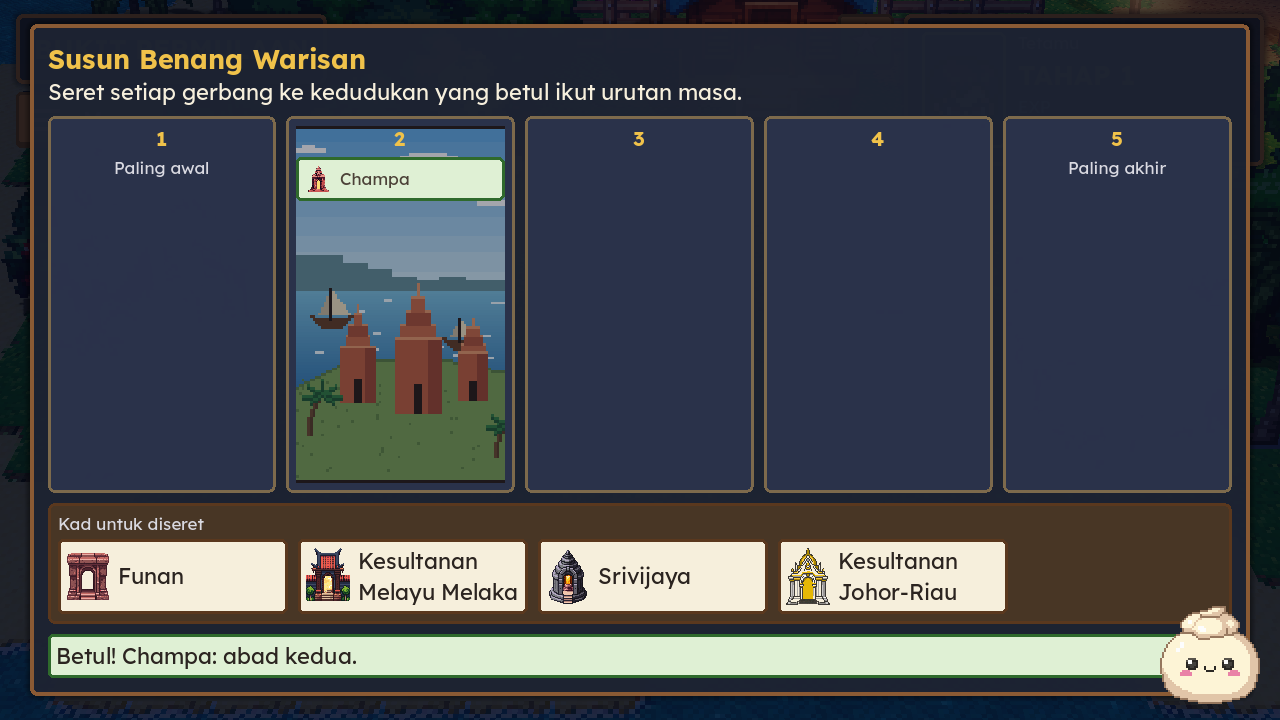 Susun Benang Warisan
Seret setiap gerbang ke kedudukan yang betul ikut urutan masa.
1
Paling awal
2
Champa
3
4
5
Paling akhir
Kad untuk diseret
Funan
Kesultanan
Melayu Melaka
Srivijaya
Kesultanan
Johor-Riau
Betul! Champa: abad kedua.